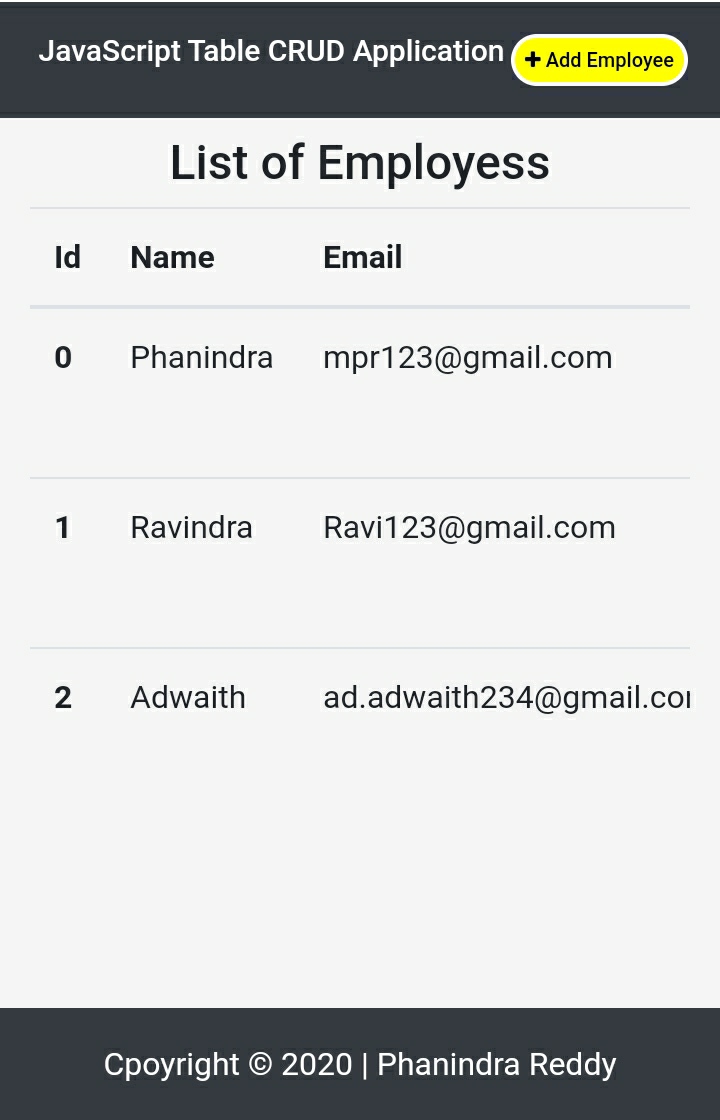 JavaScript Table CRUD Application
+ Add Employee
List of Employess
Id Name Email
0 Phanindra mpr123@gmail.com
1 Ravindra Ravi123@gmail.com
2 Adwaith ad.adwaith234@gmail.co
Cpoyright © 2020 | Phanindra Reddy